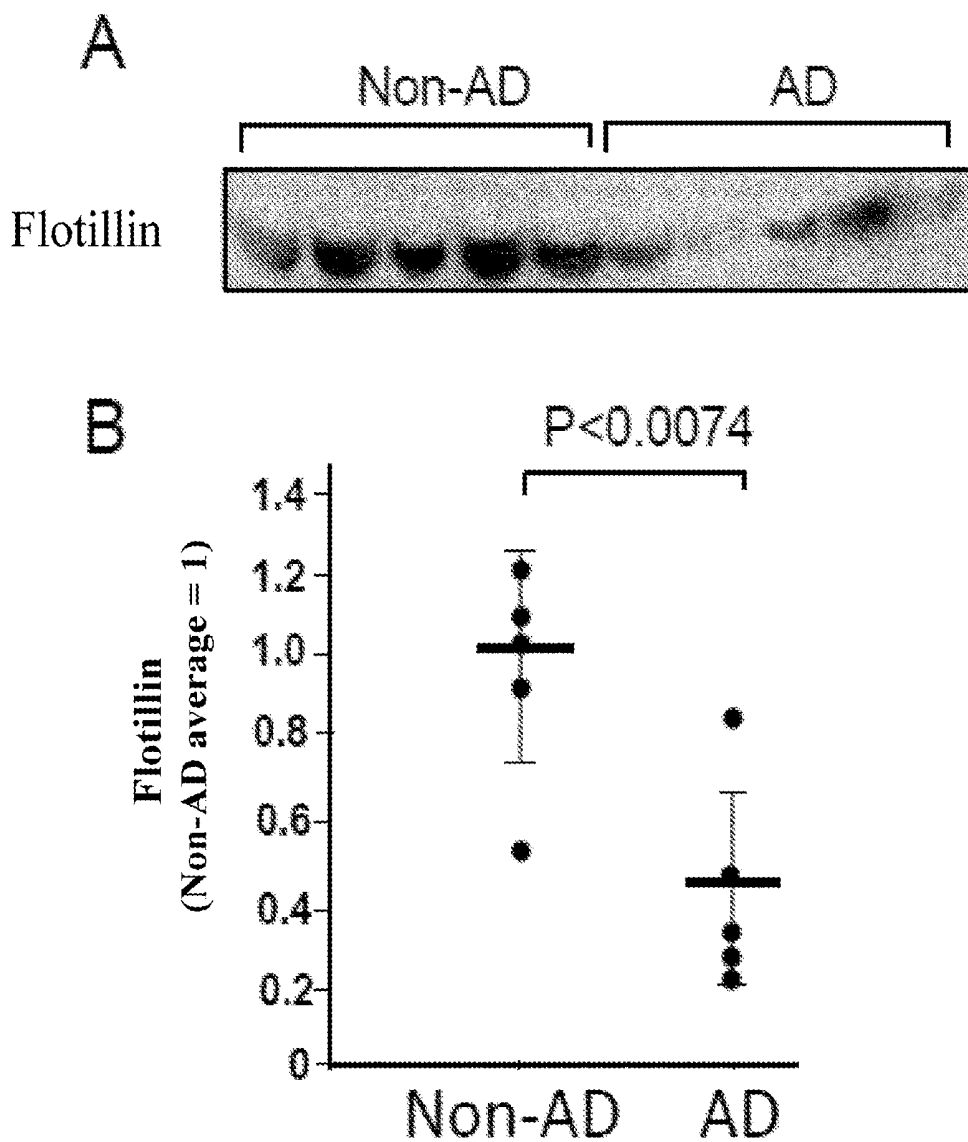 A
Non-AD AD
Flotillin
B
P<0.0074
Flotillin
(Non-AD average = 1)
1.4
1.2
1.0
0.8
0.6
0.4
0.2
0
Non-AD AD